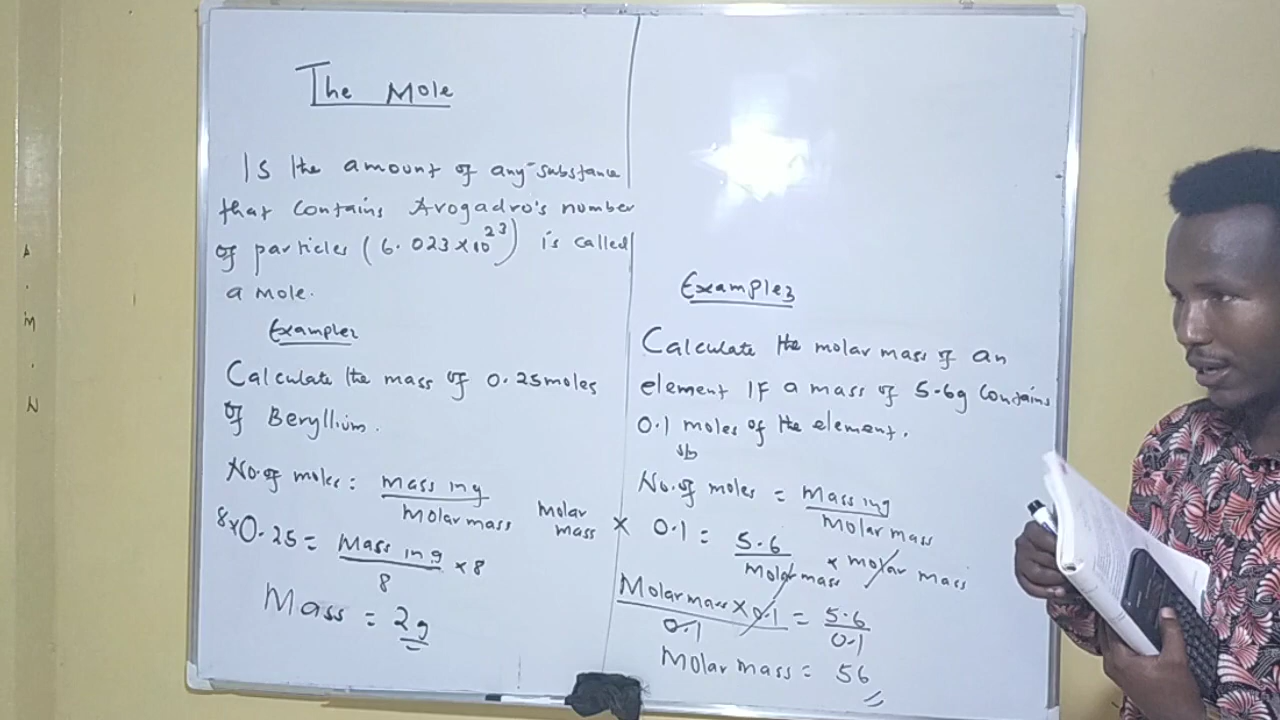 The Mole
Is the amount of any substance
that contains Avogadro's number
of particles (6.023×10²³) is called
a mole.
Examples
Calculate the mass of 0.25moles
of Beryllium.
No. of moles = Mass in g / Molar mass
8×0.25 = Mass in g / 8 ×8
Mass = 2g
Examples
Calculate the molar mass of an
element If a mass of 5.6g contains
0.1 moles of the element.
No. of moles = Mass in g / Molar mass
Molar mass × 0.1 = 5.6 / Molar mass × molar mass
Molar mass × 0.1 / 0.1 = 5.6 / 0.1
Molar mass = 56
A
M
N